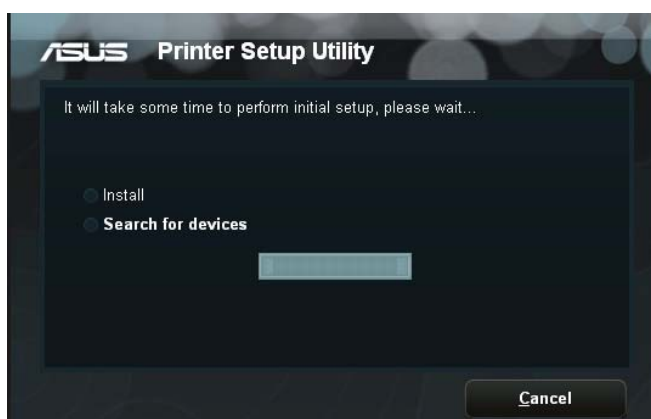 ASUS Printer Setup Utility
It will take some time to perform initial setup, please wait...
Install
Search for devices
Cancel